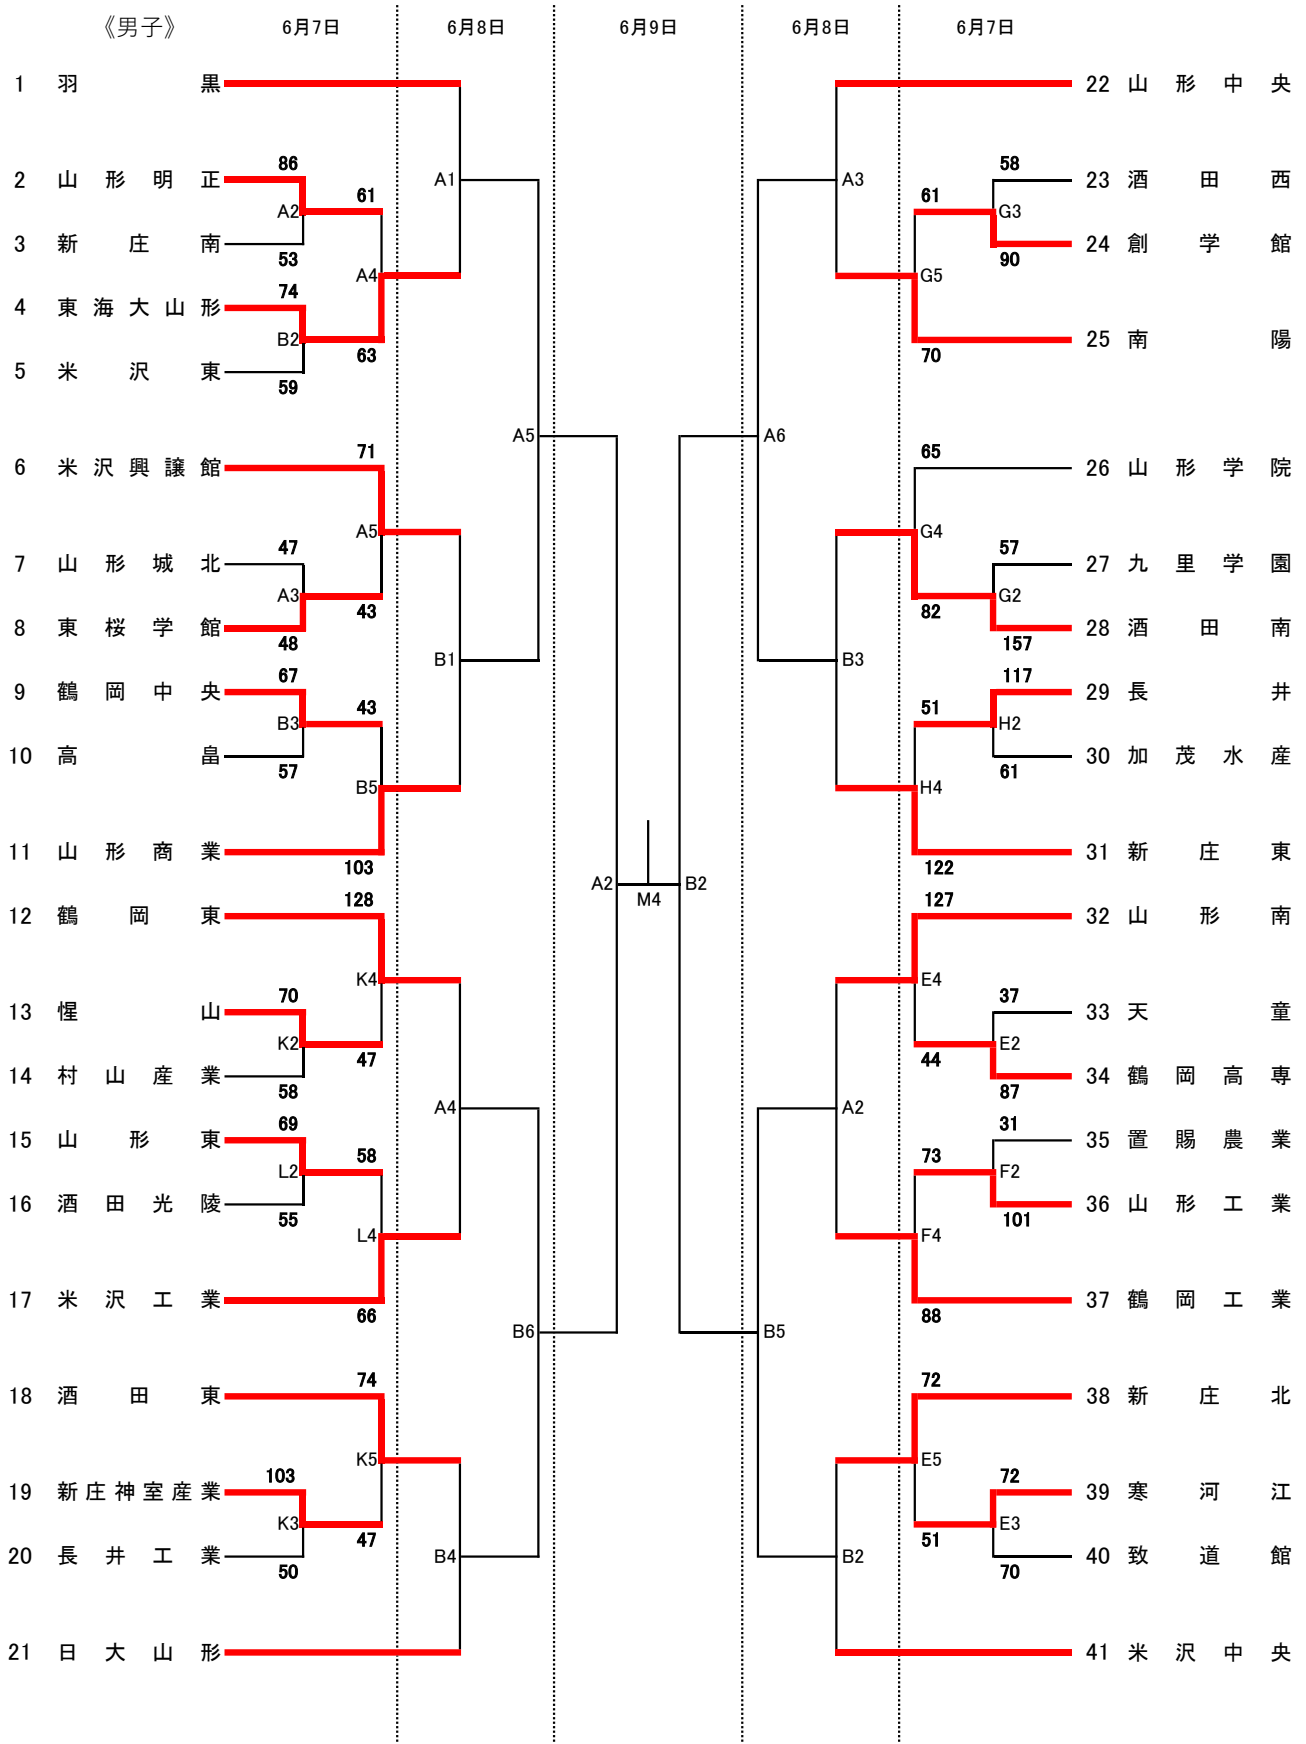 《男子》 6月7日 6月8日 6月9日 6月8日 6月7日
1 羽黒 22 山形中央
86 58
2 山形明正 61 A1 A3 61 23 酒田西
A2 G3
3 新庄南 24 創学館
53 90
A4 G5
74
4 東海大山形
B2 63 70 25 南陽
5 米沢東
59
A5 A6
71 65
6 米沢興譲館 26 山形学院
A5 G4
47 57
7 山形城北 27 九里学園
A3 43 82 G2
8 東桜学館 28 酒田南
48 157
B1 B3
67 117
9 鶴岡中央 43 51 29 長井
B3 H2
10 高畠 30 加茂水産
57 61
B5 H4
11 山形商業 31 新庄東
103 122
A2 M4 B2
128 127
12 鶴岡東 32 山形南
K4 E4
70 37
13 惺山 33 天童
K2 47 44 E2
14 村山産業 34 鶴岡高専
58 87
A4 A2
69 31
15 山形東 58 73 35 置賜農業
L2 F2
16 酒田光陵 36 山形工業
55 101
L4 F4
17 米沢工業 37 鶴岡工業
66 88
B6 B5
74 72
18 酒田東 38 新庄北
K5 E5
103 72
19 新庄神室産業 39 寒河江
K3 47 51 E3
20 長井工業 B4 B2 40 致道館
50 70
21 日大山形 41 米沢中央